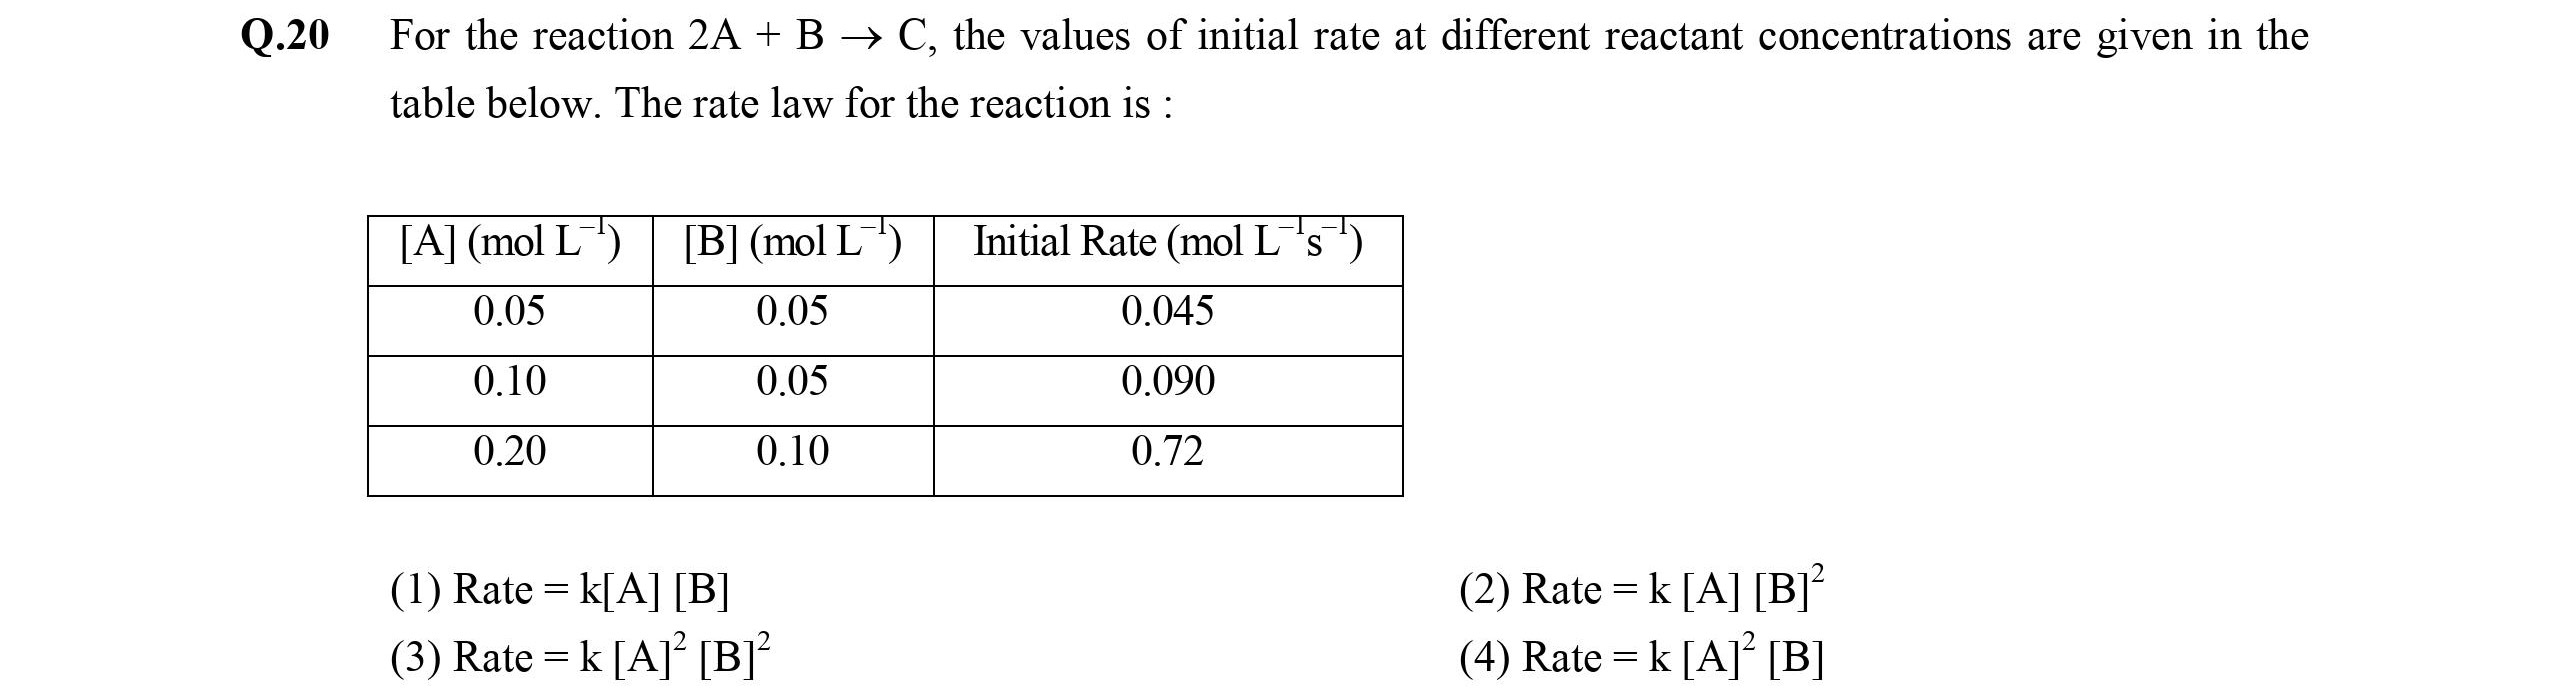 Q.20 For the reaction 2A + B → C, the values of initial rate at different reactant concentrations are given in the
table below. The rate law for the reaction is :
[A] (mol L⁻¹) [B] (mol L⁻¹) Initial Rate (mol L⁻¹s⁻¹)
0.05 0.05 0.045
0.10 0.05 0.090
0.20 0.10 0.72
(1) Rate = k[A] [B] (2) Rate = k [A] [B]²
(3) Rate = k [A]² [B]² (4) Rate = k [A]² [B]